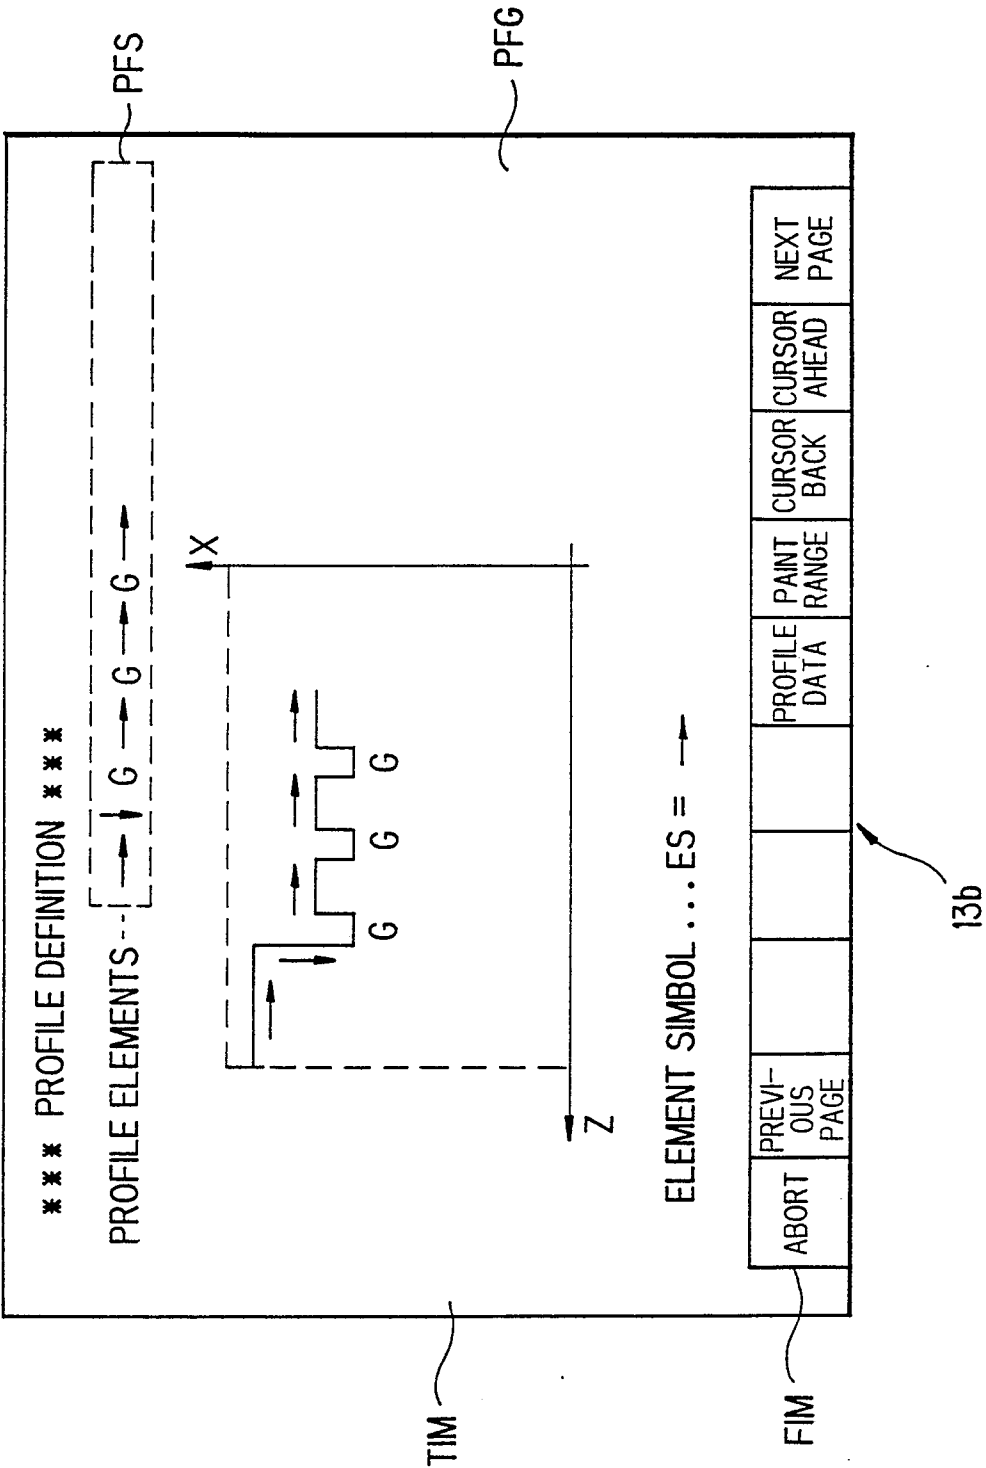 *** PROFILE DEFINITION ***
PROFILE ELEMENTS → ↓ G → G → G →
PFS
X
G G G
Z
PFG
ELEMENT SIMBOL....ES = →
TIM
ABORT
PREVI-
OUS
PAGE
PROFILE
DATA
PAINT
RANGE
CURSOR
BACK
CURSOR
AHEAD
NEXT
PAGE
FIM
13b